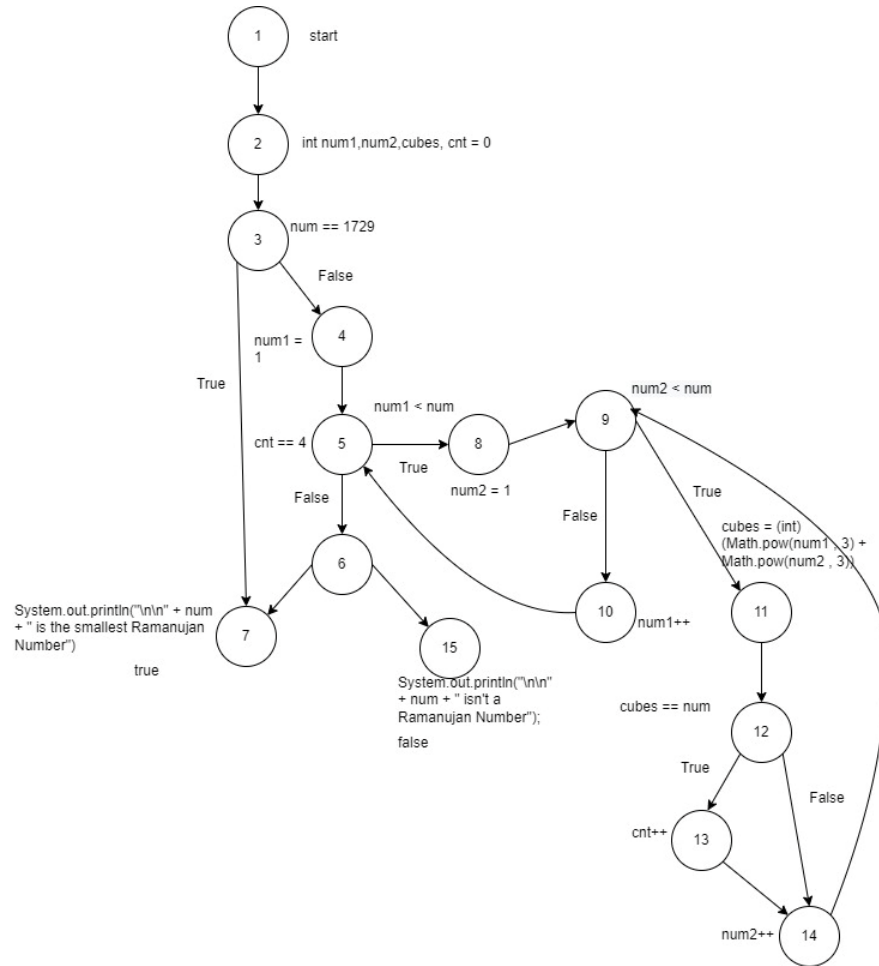 1
start
2
int num1,num2,cubes, cnt = 0
3
num == 1729
False
True
4
num1 =
1
num1 < num
num2 < num
cnt == 4
5
True
8
num2 = 1
9
False
False
True
cubes = (int)
(Math.pow(num1 , 3) +
Math.pow(num2 , 3))
6
System.out.println("\n\n" + num
+ " is the smallest Ramanujan
Number")
7
true
15
System.out.println("\n\n"
+ num + " isn't a
Ramanujan Number");
false
10
num1++
11
cubes == num
12
True
False
cnt++
13
num2++
14